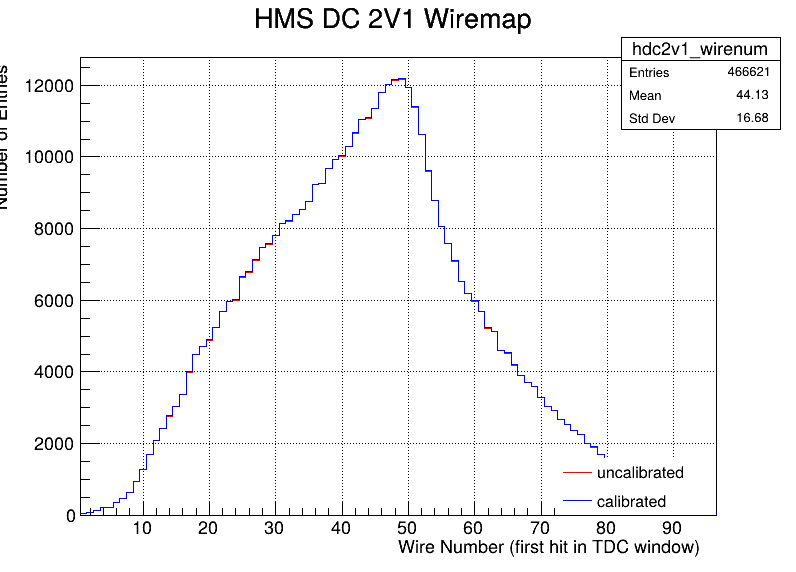 HMS DC 2V1 Wiremap
hdc2v1_wirenum
Entries 466621
Mean 44.13
Std Dev 16.68
Number of Entries
12000
10000
8000
6000
4000
2000
0
uncalibrated
calibrated
10 20 30 40 50 60 70 80 90
Wire Number (first hit in TDC window)